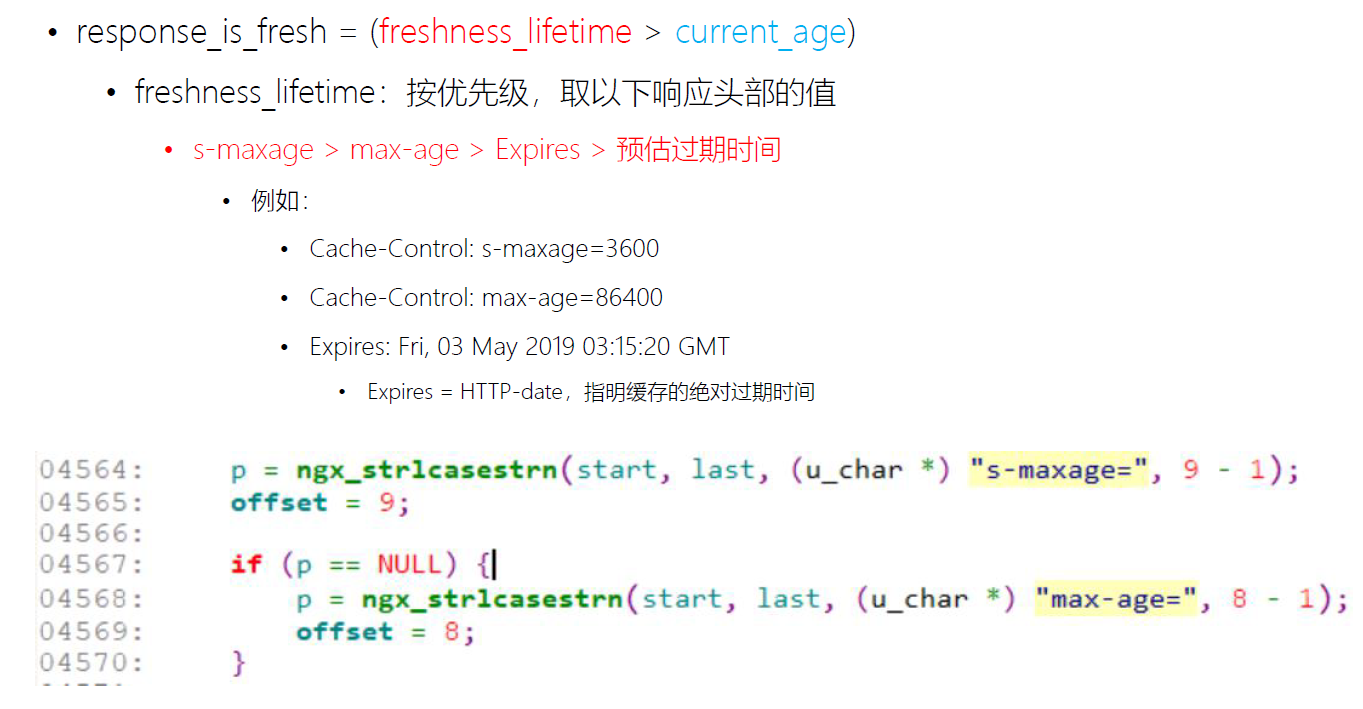 • response_is_fresh = (freshness_lifetime > current_age)
• freshness_lifetime：按优先级，取以下响应头部的值
• s-maxage > max-age > Expires > 预估过期时间
• 例如：
• Cache-Control: s-maxage=3600
• Cache-Control: max-age=86400
• Expires: Fri, 03 May 2019 03:15:20 GMT
• Expires = HTTP-date，指明缓存的绝对过期时间
04564: p = ngx_strlcasestrn(start, last, (u_char *) "s-maxage=", 9 - 1);
04565: offset = 9;
04566:
04567: if (p == NULL) {
04568: p = ngx_strlcasestrn(start, last, (u_char *) "max-age=", 8 - 1);
04569: offset = 8;
04570: }